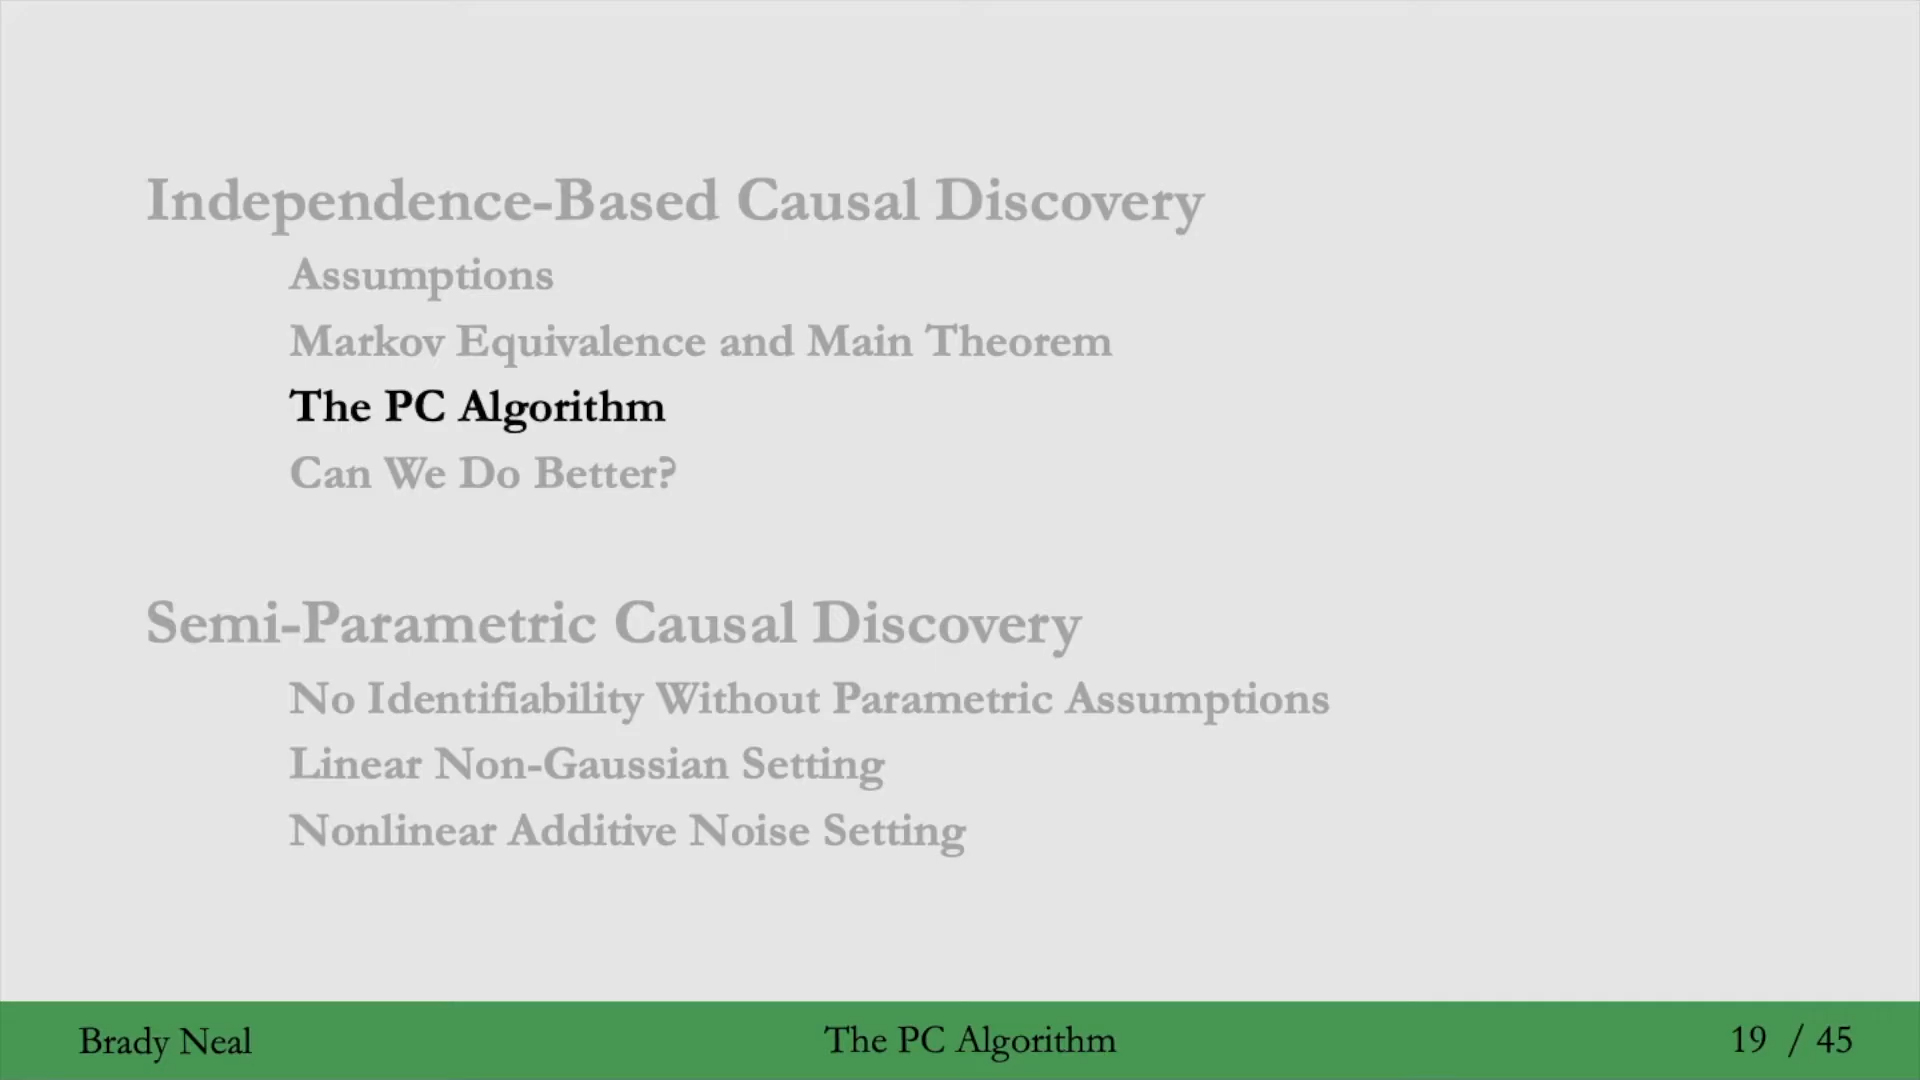 Independence-Based Causal Discovery
Assumptions
Markov Equivalence and Main Theorem
The PC Algorithm
Can We Do Better?
Semi-Parametric Causal Discovery
No Identifiability Without Parametric Assumptions
Linear Non-Gaussian Setting
Nonlinear Additive Noise Setting
Brady Neal
The PC Algorithm
19 / 45